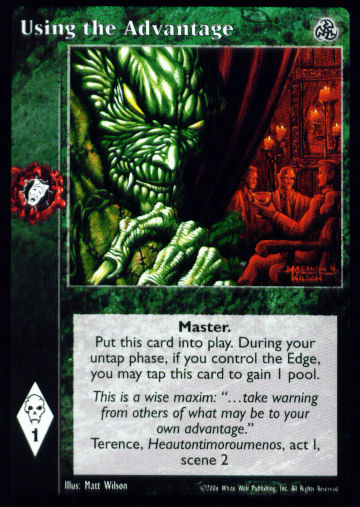 Using the Advantage
MATTHEW D.
WILSON
Master.
Put this card into play. During your
untap phase, if you control the Edge,
you may tap this card to gain 1 pool.
This is a wise maxim: “…take warning
from others of what may be to your
own advantage.”
Terence, Heautontimoroumenos, act I,
scene 2
1
Illus: Matt Wilson
©2006 White Wolf Publishing, Inc. All Rights Reserved